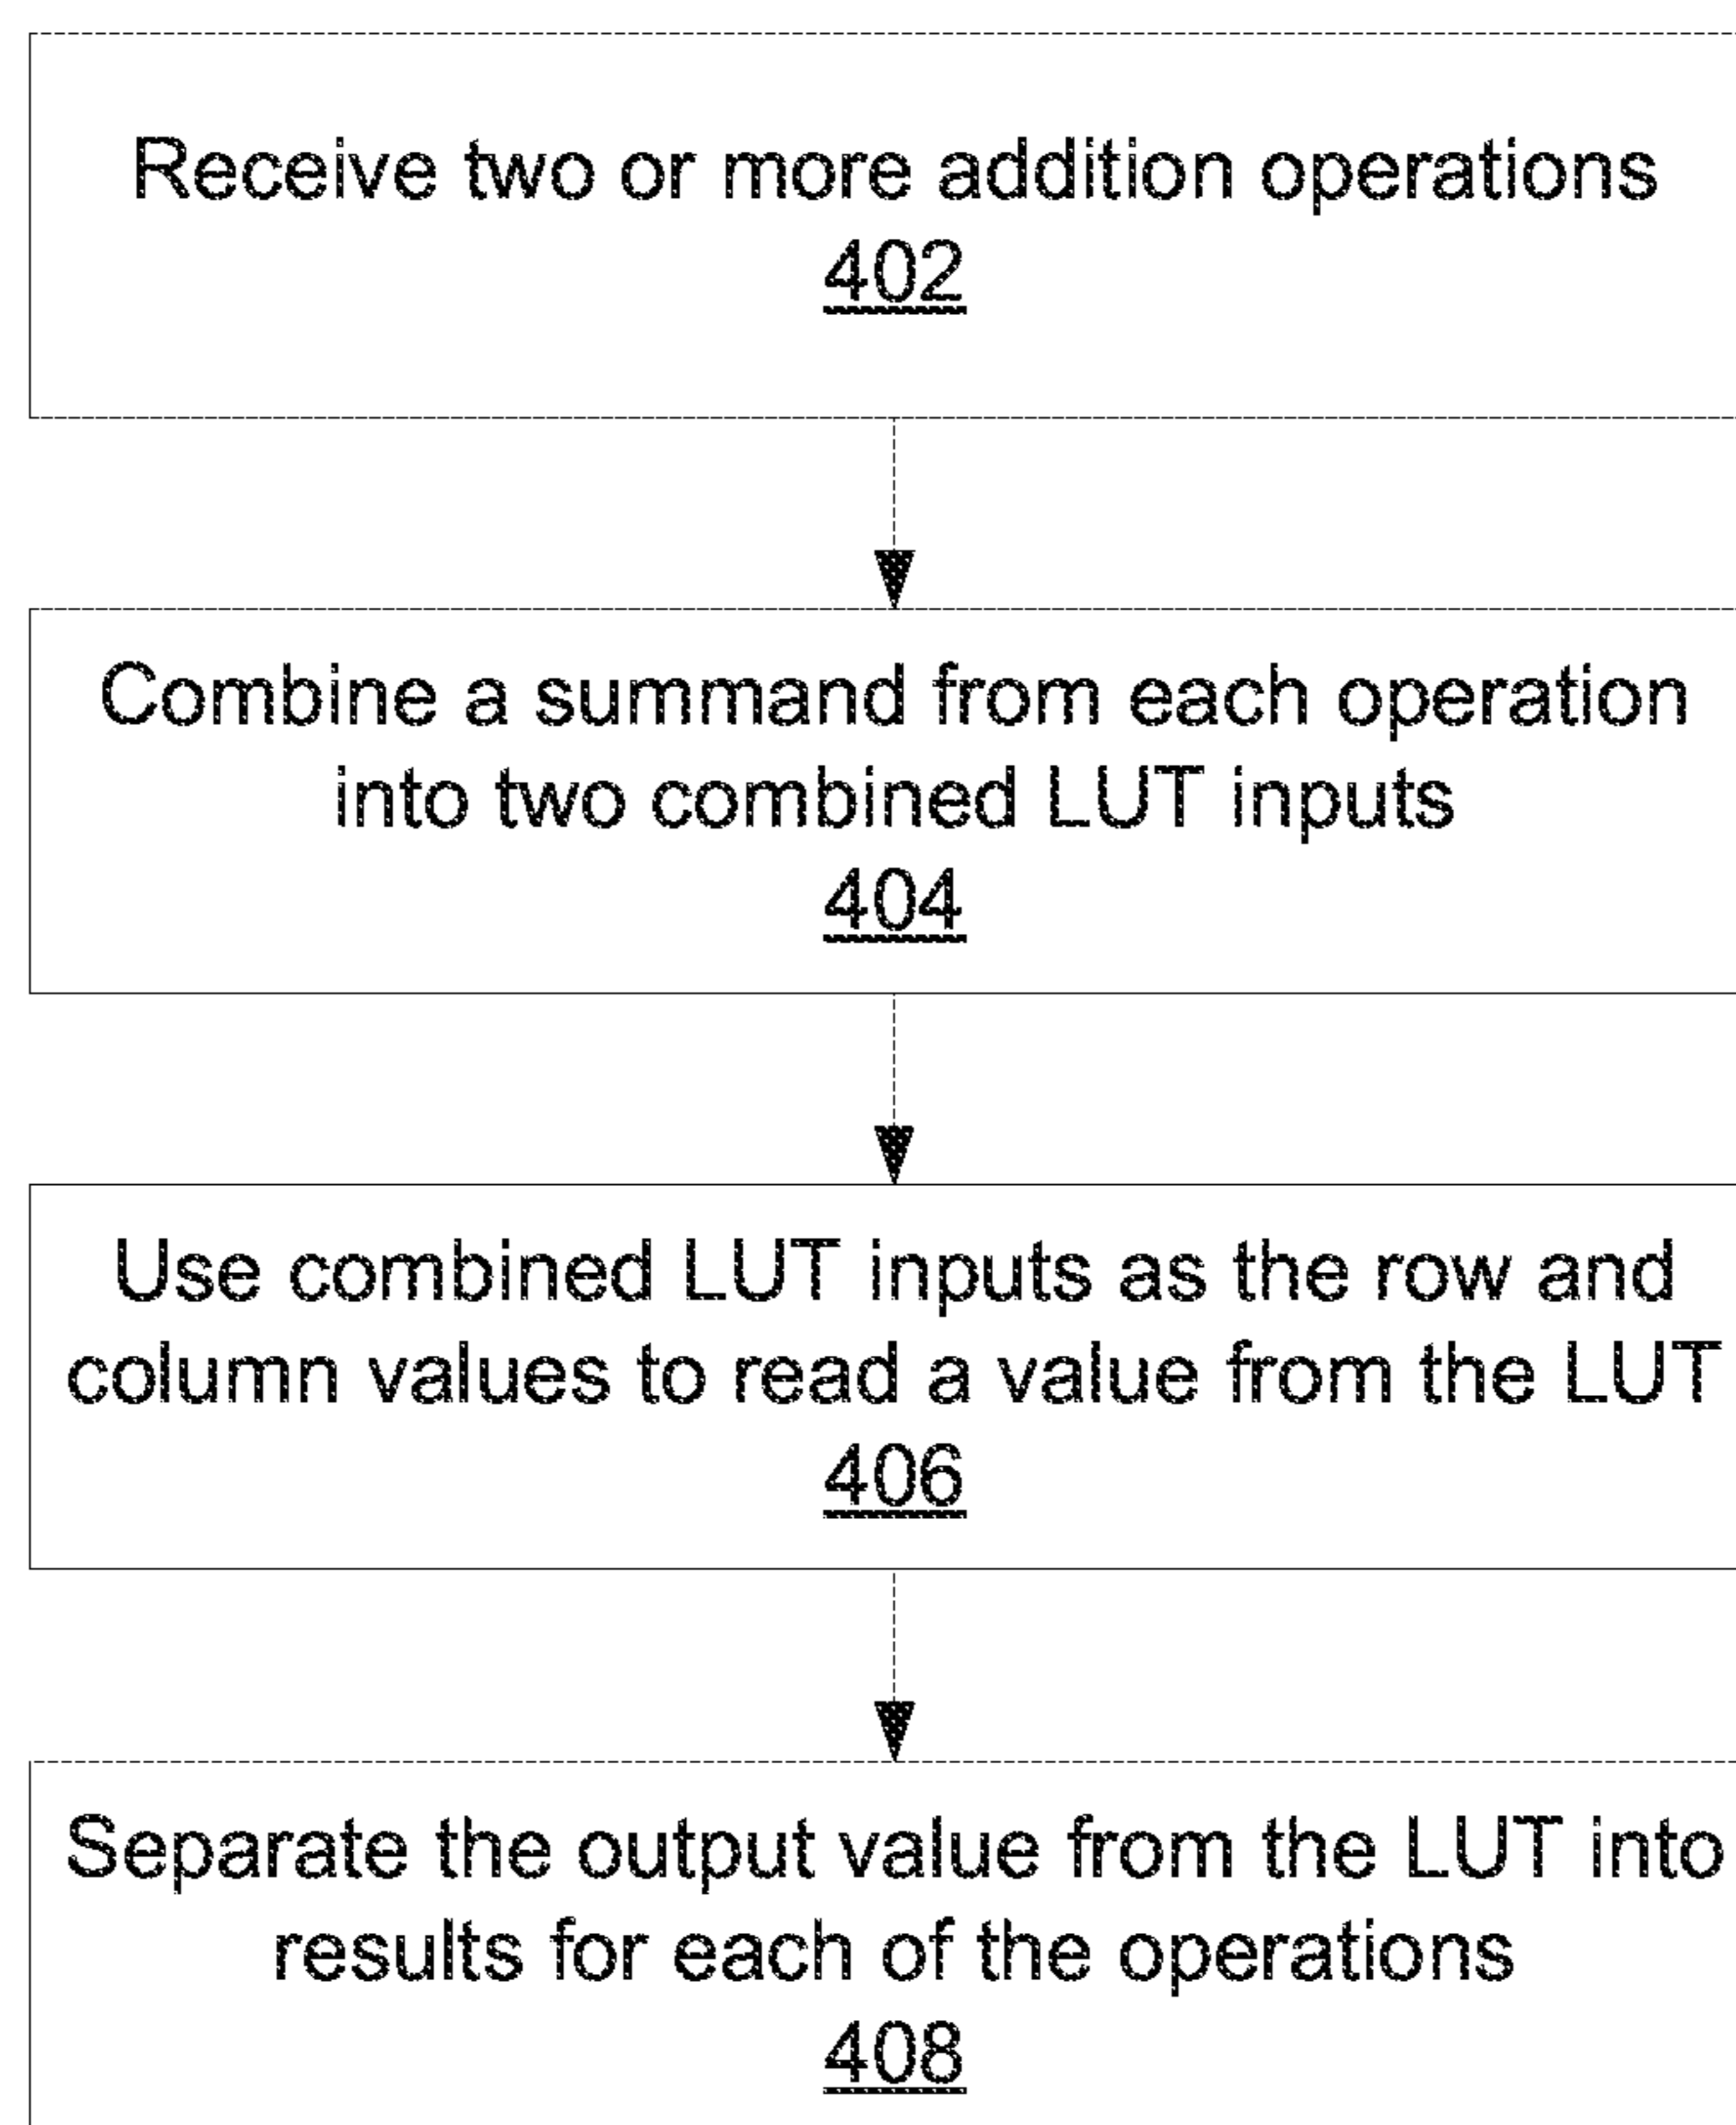 Receive two or more addition operations
402
Combine a summand from each operation
into two combined LUT inputs
404
Use combined LUT inputs as the row and
column values to read a value from the LUT
406
Separate the output value from the LUT into
results for each of the operations
408